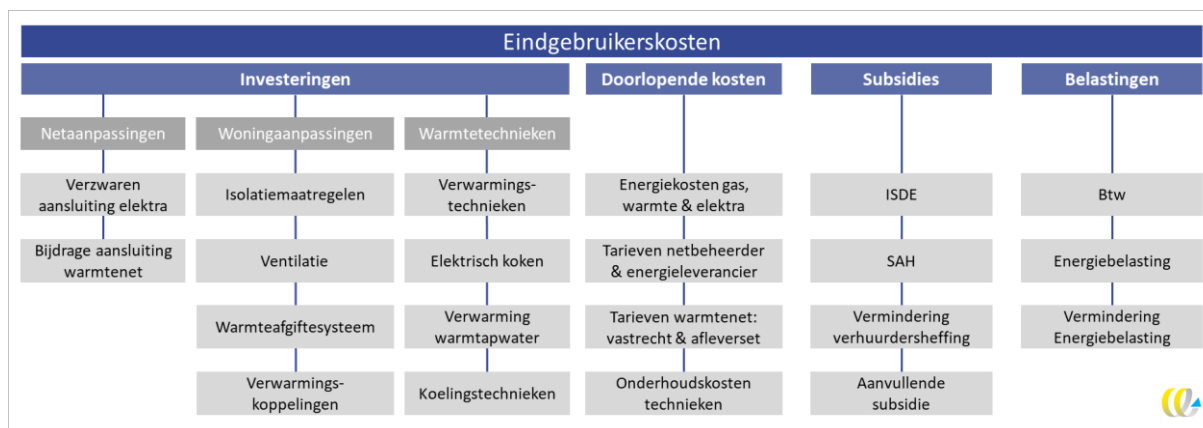 Eindgebruikerskosten
Investeringen
Netaanpassingen
Verzwaren
aansluiting elektra
Bijdrage aansluiting
warmtenet
Woningaanpassingen
Isolatiemaatregelen
Ventilatie
Warmteafgiftesysteem
Verwarmings-
koppelingen
Warmtetechnieken
Verwarmings-
technieken
Elektrisch koken
Verwarming
warmtapwater
Koelingstechnieken
Doorlopende kosten
Energiekosten gas,
warmte & elektra
Tarieven netbeheerder
& energieleverancier
Tarieven warmtenet:
vastrecht & afleverset
Onderhoudskosten
technieken
Subsidies
ISDE
SAH
Vermindering
verhuurdersheffing
Aanvullende
subsidie
Belastingen
Btw
Energiebelasting
Vermindering
Energiebelasting